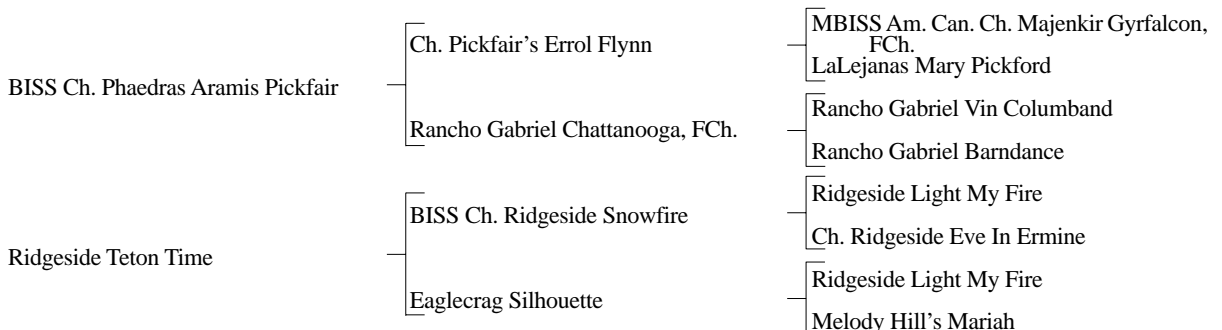 MBISS Am. Can. Ch. Majenkir Gyrfalcon,
FCh.
Ch. Pickfair's Errol Flynn
LaLejanas Mary Pickford
BISS Ch. Phaedras Aramis Pickfair
Rancho Gabriel Vin Columband
Rancho Gabriel Chattanooga, FCh.
Rancho Gabriel Barndance
Ridgeside Light My Fire
BISS Ch. Ridgeside Snowfire
Ch. Ridgeside Eve In Ermine
Ridgeside Teton Time
Ridgeside Light My Fire
Eaglecrag Silhouette
Melody Hill's Mariah